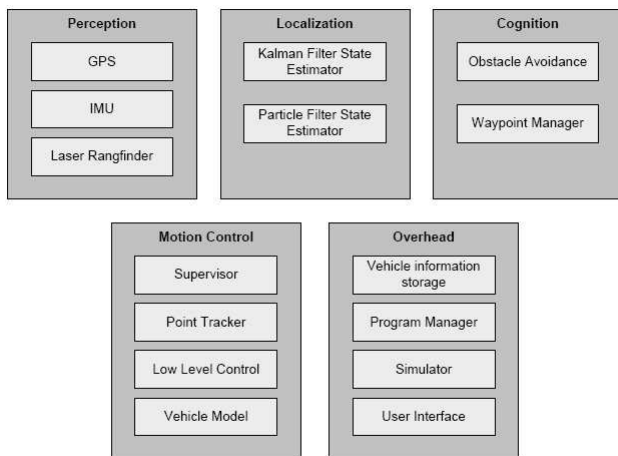 Perception
GPS
IMU
Laser Rangfinder
Localization
Kalman Filter State
Estimator
Particle Filter State
Estimator
Cognition
Obstacle Avoidance
Waypoint Manager
Motion Control
Supervisor
Point Tracker
Low Level Control
Vehicle Model
Overhead
Vehicle information
storage
Program Manager
Simulator
User Interface